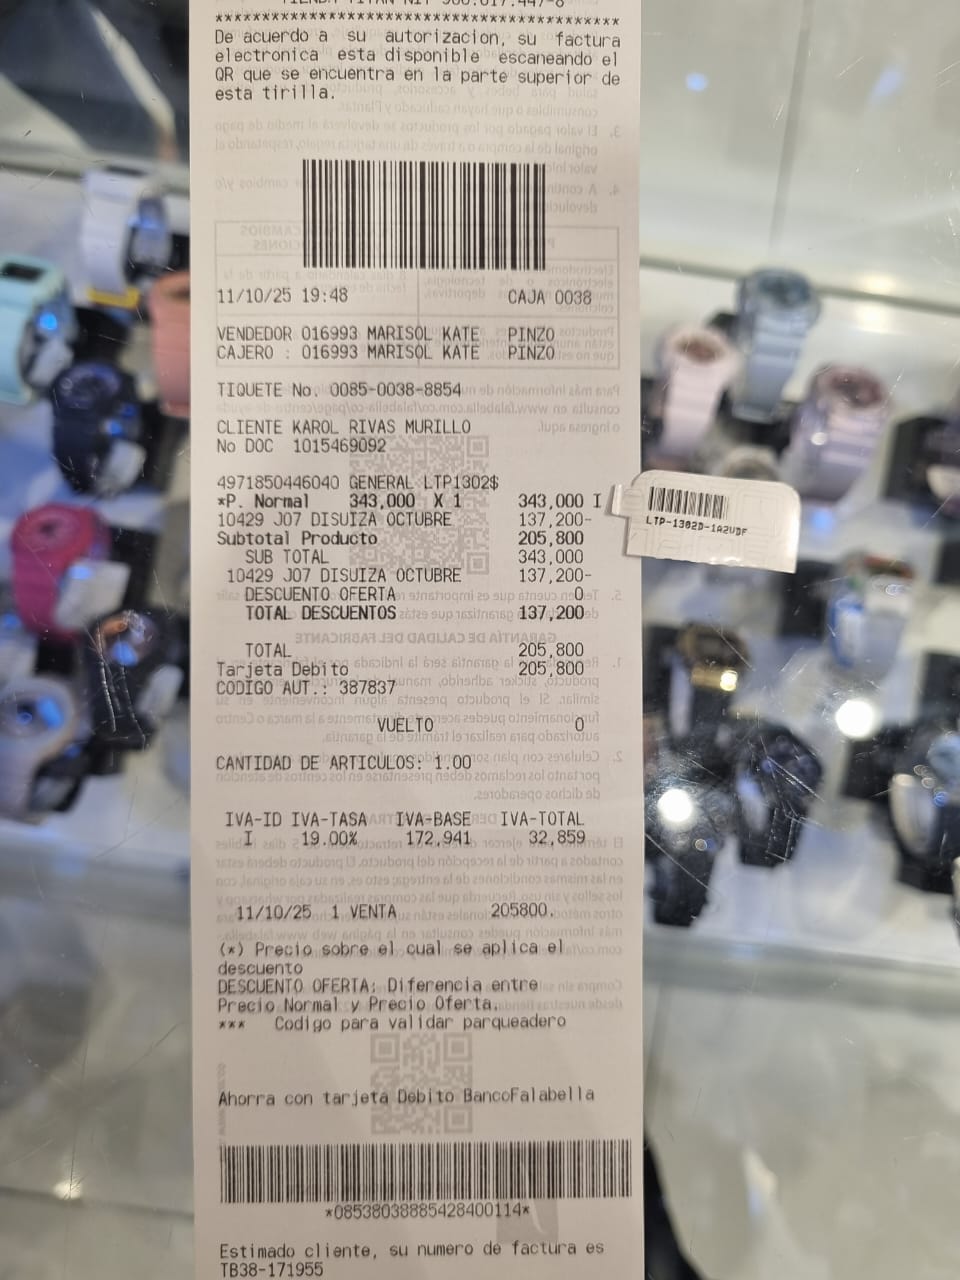 TIENDA TITAN NIT 900.017.447-8
****************************************
De acuerdo a su autorizacion, su factura
electronica esta disponible escaneando el
QR que se encuentra en la parte superior de
esta tirilla.
11/10/25 19:48 CAJA 0038
VENDEDOR 016993 MARISOL KATE PINZO
CAJERO : 016993 MARISOL KATE PINZO
TIQUETE No. 0085-0038-8854
CLIENTE KAROL RIVAS MURILLO
No DOC 1015469092
4971850446040 GENERAL LTP1302$
*P. Normal 343,000 X 1 343,000 I
10429 J07 DISUIZA OCTUBRE 137,200-
Subtotal Producto 205,800
SUB TOTAL 343,000
10429 J07 DISUIZA OCTUBRE 137,200-
DESCUENTO OFERTA 0
TOTAL DESCUENTOS 137,200
TOTAL 205,800
Tarjeta Debito 205,800
CODIGO AUT.: 387837
VUELTO 0
CANTIDAD DE ARTICULOS: 1.00
IVA-ID IVA-TASA IVA-BASE IVA-TOTAL
I 19.00% 172,941 32,859
11/10/25 1 VENTA 205800.
(*) Precio sobre el cual se aplica el
descuento
DESCUENTO OFERTA: Diferencia entre
Precio Normal y Precio Oferta.
*** Codigo para validar parqueadero
Ahorra con tarjeta Debito BancoFalabella
*08538038885428400114*
Estimado cliente, su numero de factura es
TB38-171955
LTP-1302D-1A2VDF